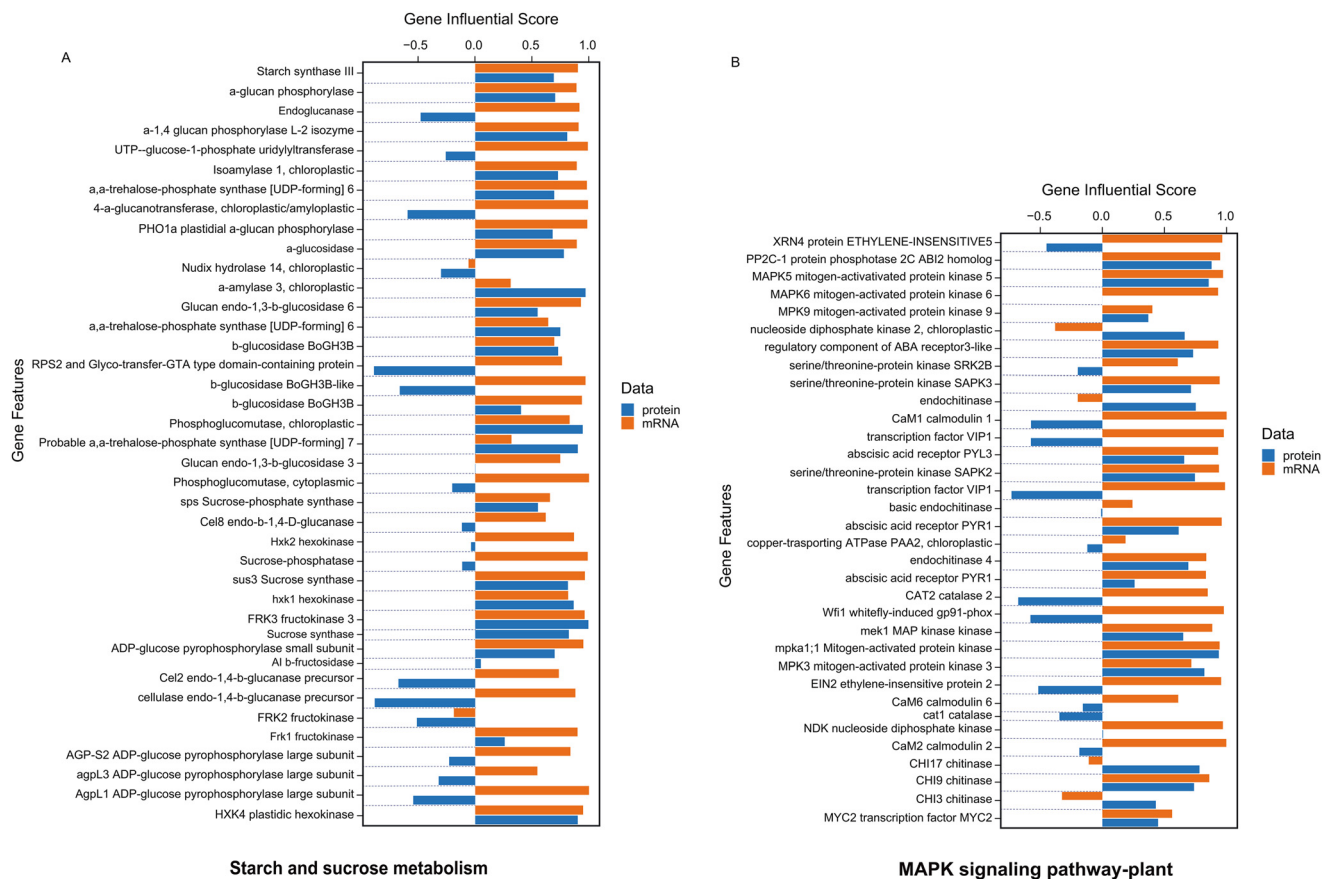 A
Gene Influential Score
−0.5 0.0 0.5 1.0
Gene Features
Starch synthase III
a-glucan phosphorylase
Endoglucanase
a-1,4 glucan phosphorylase L-2 isozyme
UTP--glucose-1-phosphate uridylyltransferase
Isoamylase 1, chloroplastic
a,a-trehalose-phosphate synthase [UDP-forming] 6
4-a-glucanotransferase, chloroplastic/amyloplastic
PHO1a plastidial a-glucan phosphorylase
a-glucosidase
Nudix hydrolase 14, chloroplastic
a-amylase 3, chloroplastic
Glucan endo-1,3-b-glucosidase 6
a,a-trehalose-phosphate synthase [UDP-forming] 6
b-glucosidase BoGH3B
RPS2 and Glyco-transfer-GTA type domain-containing protein
b-glucosidase BoGH3B-like
b-glucosidase BoGH3B
Phosphoglucomutase, chloroplastic
Probable a,a-trehalose-phosphate synthase [UDP-forming] 7
Glucan endo-1,3-b-glucosidase 3
Phosphoglucomutase, cytoplasmic
sps Sucrose-phosphate synthase
Cel8 endo-b-1,4-D-glucanase
Hxk2 hexokinase
Sucrose-phosphatase
sus3 Sucrose synthase
hxk1 hexokinase
FRK3 fructokinase 3
Sucrose synthase
ADP-glucose pyrophosphorylase small subunit
AI b-fructosidase
Cel2 endo-1,4-b-glucanase precursor
cellulase endo-1,4-b-glucanase precursor
FRK2 fructokinase
Frk1 fructokinase
AGP-S2 ADP-glucose pyrophosphorylase large subunit
agpL3 ADP-glucose pyrophosphorylase large subunit
AgpL1 ADP-glucose pyrophosphorylase large subunit
HXK4 plastidic hexokinase
Data
protein
mRNA
Starch and sucrose metabolism
B
Gene Influential Score
−0.5 0.0 0.5 1.0
Gene Features
XRN4 protein ETHYLENE-INSENSITIVE5
PP2C-1 protein phosphotase 2C ABI2 homolog
MAPK5 mitogen-activativated protein kinase 5
MAPK6 mitogen-activated protein kinase 6
MPK9 mitogen-activated protein kinase 9
nucleoside diphosphate kinase 2, chloroplastic
regulatory component of ABA receptor3-like
serine/threonine-protein kinase SRK2B
serine/threonine-protein kinase SAPK3
endochitinase
CaM1 calmodulin 1
transcription factor VIP1
abscisic acid receptor PYL3
serine/threonine-protein kinase SAPK2
transcription factor VIP1
basic endochitinase
abscisic acid receptor PYR1
copper-trasporting ATPase PAA2, chloroplastic
endochitinase 4
abscisic acid receptor PYR1
CAT2 catalase 2
Wfi1 whitefly-induced gp91-phox
mek1 MAP kinase kinase
mpka1;1 Mitogen-activated protein kinase
MPK3 mitogen-activated protein kinase 3
EIN2 ethylene-insensitive protein 2
CaM6 calmodulin 6
cat1 catalase
NDK nucleoside diphosphate kinase
CaM2 calmodulin 2
CHI17 chitinase
CHI9 chitinase
CHI3 chitinase
MYC2 transcription factor MYC2
Data
protein
mRNA
MAPK signaling pathway-plant